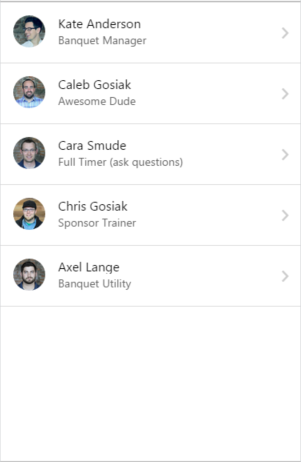 Kate Anderson
Banquet Manager
Caleb Gosiak
Awesome Dude
Cara Smude
Full Timer (ask questions)
Chris Gosiak
Sponsor Trainer
Axel Lange
Banquet Utility